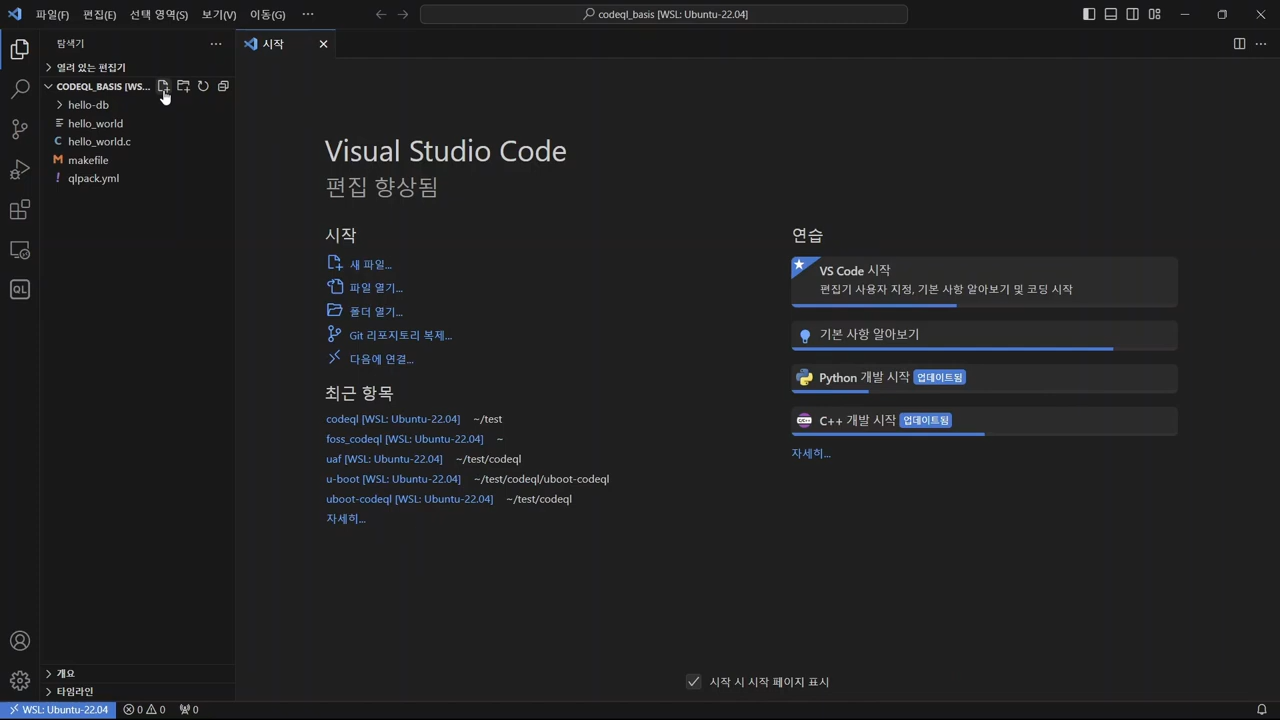 파일(F) 편집(E) 선택 영역(S) 보기(V) 이동(G) ···
codeql_basis [WSL: Ubuntu-22.04]
탐색기 ···
시작
열려 있는 편집기
CODEQL_BASIS [WS...
hello-db
hello_world
C hello_world.c
M makefile
! qlpack.yml
QL
Visual Studio Code
편집 향상됨
시작
새 파일...
파일 열기...
폴더 열기...
Git 리포지토리 복제...
다음에 연결...
최근 항목
codeql [WSL: Ubuntu-22.04] ~/test
foss_codeql [WSL: Ubuntu-22.04] ~
uaf [WSL: Ubuntu-22.04] ~/test/codeql
u-boot [WSL: Ubuntu-22.04] ~/test/codeql/uboot-codeql
uboot-codeql [WSL: Ubuntu-22.04] ~/test/codeql
자세히...
연습
VS Code 시작
편집기 사용자 지정, 기본 사항 알아보기 및 코딩 시작
기본 사항 알아보기
Python 개발 시작 업데이트됨
C++ 개발 시작 업데이트됨
자세히...
시작 시 시작 페이지 표시
개요
타임라인
WSL: Ubuntu-22.04 0 0 0